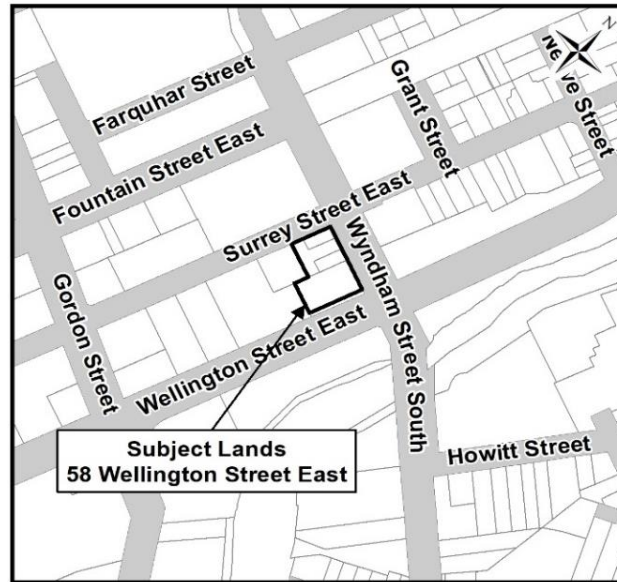 N
Farquhar Street
Grant Street
Street
Fountain Street East
Surrey Street East
Wyndham Street South
Gordon Street
Wellington Street East
Subject Lands
58 Wellington Street East
Howitt Street